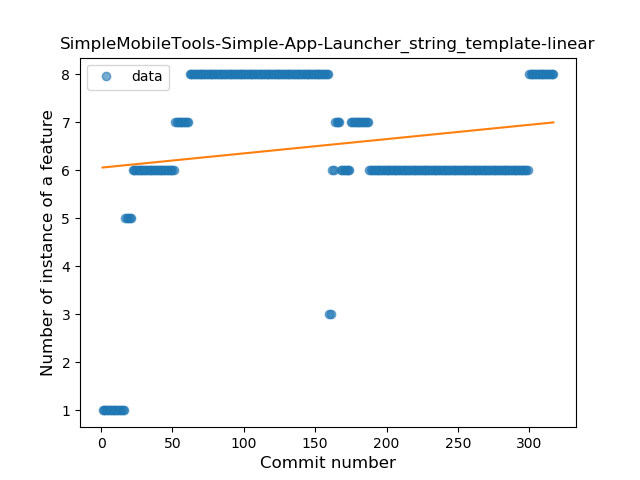 SimpleMobileTools-Simple-App-Launcher_string_template-linear
data
Number of instance of a feature
8
7
6
5
4
3
2
1
0 50 100 150 200 250 300
Commit number